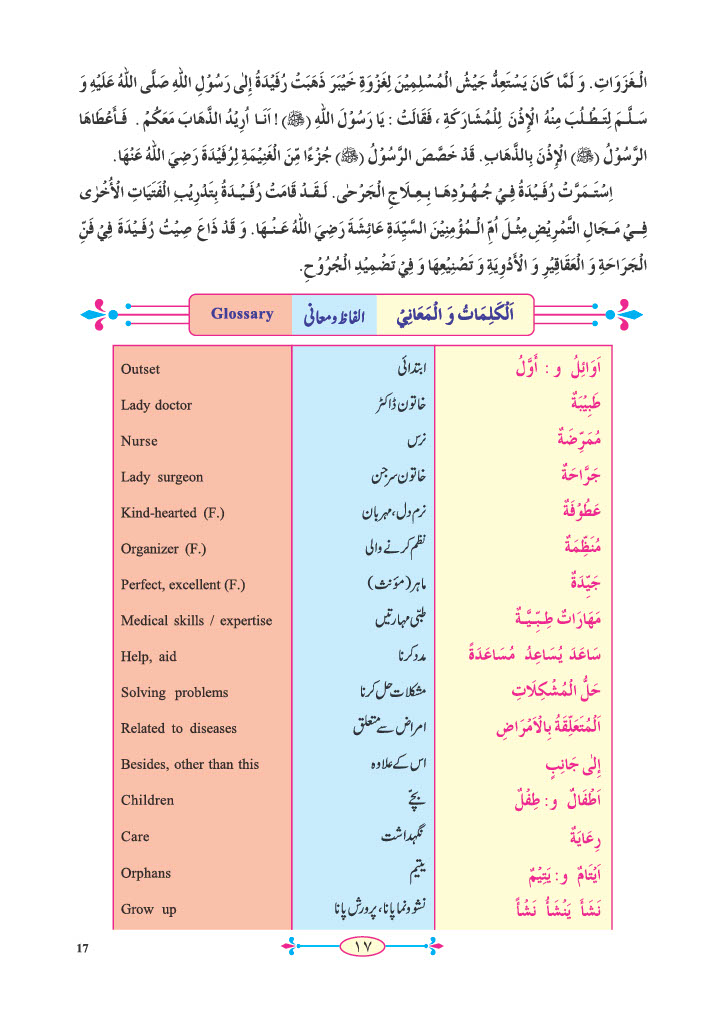 الْغَزَوَاتِ. وَ لَمَّا كَانَ يَسْتَعِدُّ جَيْشُ الْمُسْلِمِيْنَ لِغَزْوَةِ خَيْبَرَ ذَهَبَتْ رُفَيْدَةُ إِلٰى رَسُوْلِ اللّٰهِ صَلَّى اللّٰهُ عَلَيْهِ وَ
سَلَّمَ لِتَطْلُبَ مِنْهُ الْإِذْنَ لِلْمُشَارَكَةِ ، فَقَالَتْ : يَا رَسُوْلَ اللّٰهِ (ﷺ) ! اَنَا اُرِيْدُ الذَّهَابَ مَعَكُمْ . فَأَعْطَاهَا
الرَّسُوْلُ (ﷺ) الْإِذْنَ بِالذَّهَابِ. قَدْ خَصَّصَ الرَّسُوْلُ (ﷺ) جُزْءًا مِّنَ الْغَنِيْمَةِ لِرُفَيْدَةَ رَضِيَ اللّٰهُ عَنْهَا.
اِسْتَمَرَّتْ رُفَيْدَةُ فِيْ جُهُوْدِهَا بِعِلَاجِ الْجَرْحٰى. لَقَدْ قَامَتْ رُفَيْدَةُ بِتَدْرِيْبِ الْفَتَيَاتِ الْأُخْرٰى
فِيْ مَجَالِ التَّمْرِيْضِ مِثْلَ اُمِّ الْمُؤْمِنِيْنَ السَّيِّدَةِ عَائِشَةَ رَضِيَ اللّٰهُ عَنْهَا. وَ قَدْ ذَاعَ صِيْتُ رُفَيْدَةَ فِيْ فَنِّ
الْجَرَاحَةِ وَ الْعَقَاقِيْرِ وَ الْأَدْوِيَةِ وَ تَصْنِيْعِهَا وَ فِيْ تَضْمِيْدِ الْجُرُوْحِ.
اَلْكَلِمَاتُ وَ الْمَعَانِيْ الفاظ و معانی Glossary
اَوَائِلُ و : أَوَّلُ ابتدائی Outset
طَبِيْبَةٌ خاتون ڈاکٹر Lady doctor
مُمَرِّضَةٌ نرس Nurse
جَرَّاحَةٌ خاتون سرجن Lady surgeon
عَطُوْفَةٌ نرم دل، مہربان Kind-hearted (F.)
مُنَظِّمَةٌ نظم کرنے والی Organizer (F.)
جَيِّدَةٌ ماہر (مؤنث) Perfect, excellent (F.)
مَهَارَاتٌ طِبِّيَّةٌ طبّی مہارتیں Medical skills / expertise
سَاعَدَ يُسَاعِدُ مُسَاعَدَةً مدد کرنا Help, aid
حَلُّ الْمُشْكِلَاتِ مشکلات حل کرنا Solving problems
اَلْمُتَعَلِّقَةُ بِالْاَمْرَاضِ امراض سے متعلق Related to diseases
إِلٰى جَانِبٍ اس کے علاوہ Besides, other than this
اَطْفَالٌ و : طِفْلٌ بچّے Children
رِعَايَةٌ نگہداشت Care
اَيْتَامٌ و : يَتِيْمٌ یتیم Orphans
نَشَأَ يَنْشَأُ نَشْأً نشوونما پانا، پرورش پانا Grow up
17 ١٧